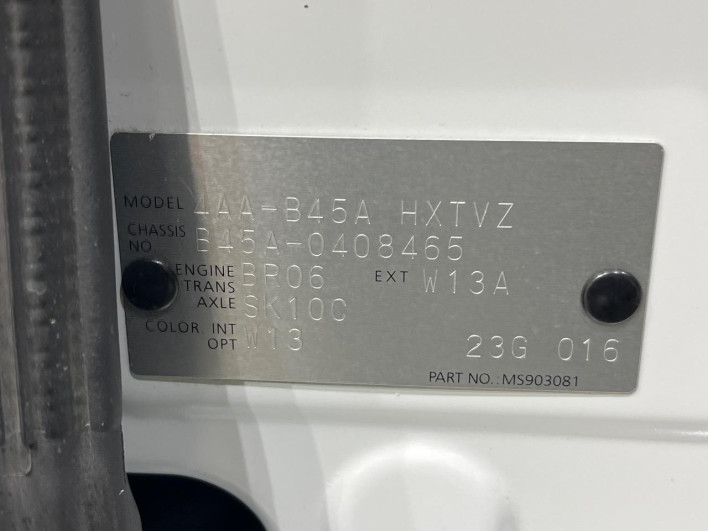 MODEL 4AA-B45A HXTVZ
CHASSIS NO. B45A-0408465
ENGINE BR06 EXT W13A
TRANS AXLE SK10C
COLOR. INT OPT W13 23G 016
PART NO.:MS903081